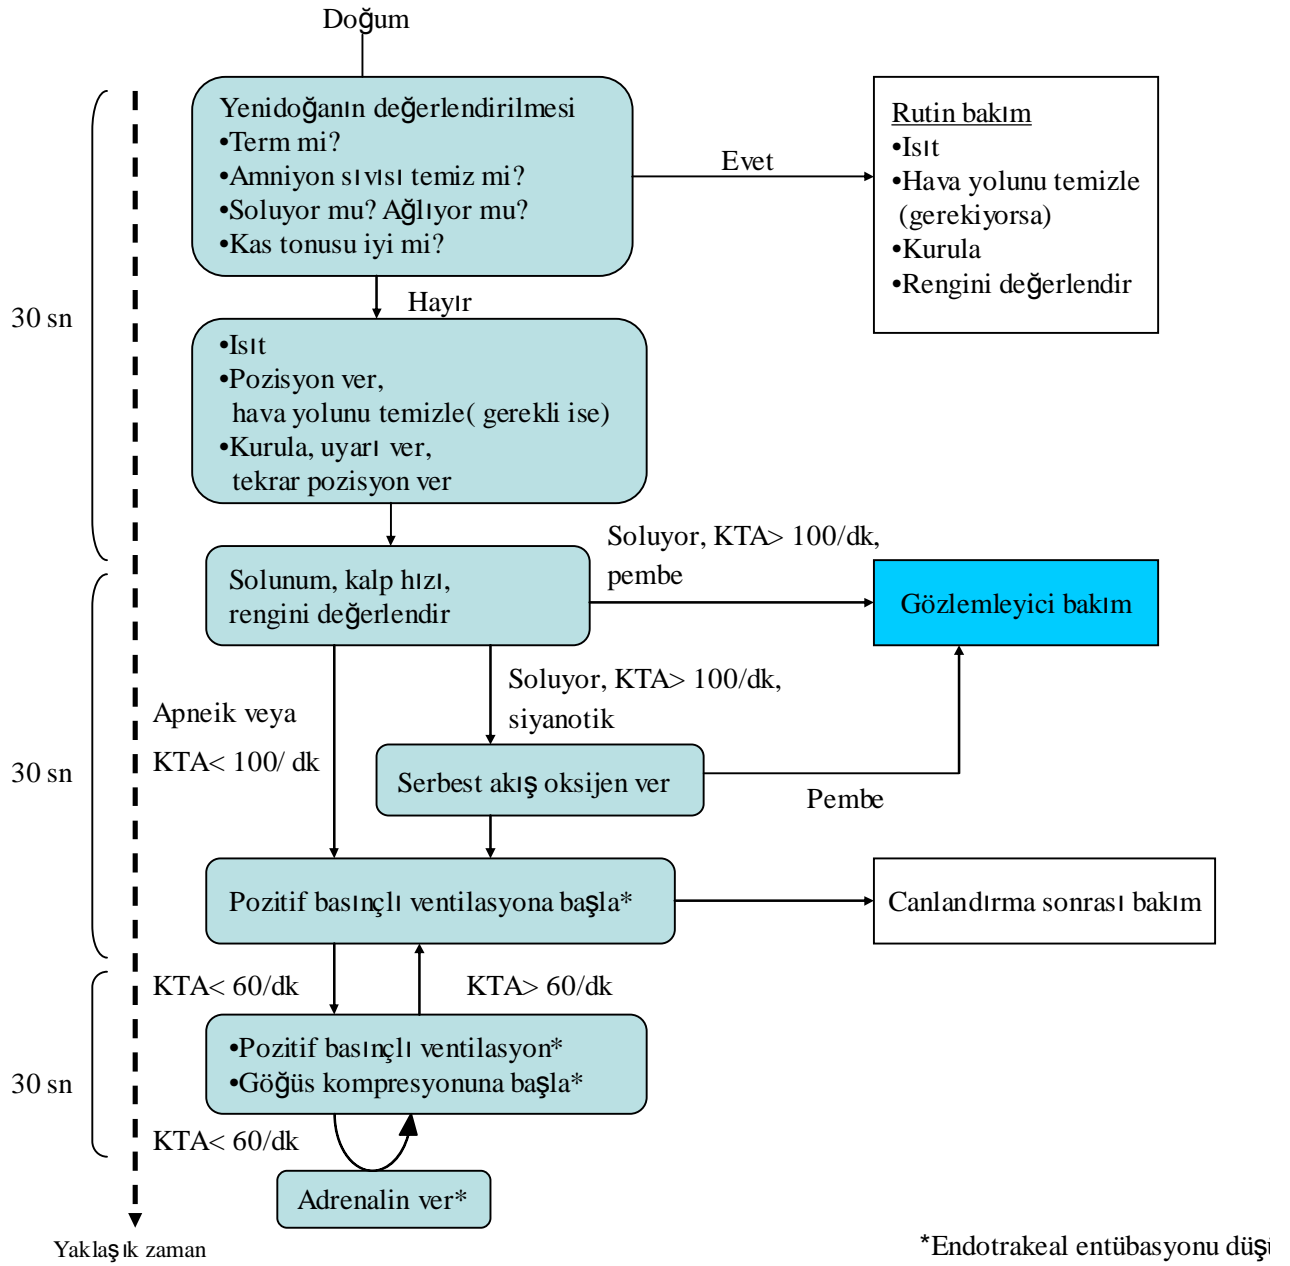 Doğum
Yenidoğanın değerlendirilmesi
•Term mi?
•Amniyon sıvısı temiz mi?
•Soluyor mu? Ağlıyor mu?
•Kas tonusu iyi mi?
Evet
Rutin bakım
•Isıt
•Hava yolunu temizle
(gerekiyorsa)
•Kurula
•Rengini değerlendir
Hayır
30 sn
•Isıt
•Pozisyon ver,
hava yolunu temizle( gerekli ise)
•Kurula, uyarı ver,
tekrar pozisyon ver
Solunum, kalp hızı,
rengini değerlendir
Soluyor, KTA> 100/dk,
pembe
Gözlemleyici bakım
Soluyor, KTA> 100/dk,
siyanotik
Apneik veya
KTA< 100/ dk
30 sn
Serbest akış oksijen ver
Pembe
Pozitif basınçlı ventilasyona başla*
Canlandırma sonrası bakım
KTA< 60/dk
KTA> 60/dk
•Pozitif basınçlı ventilasyon*
•Göğüs kompresyonuna başla*
30 sn
KTA< 60/dk
Adrenalin ver*
Yaklaşık zaman
*Endotrakeal entübasyonu